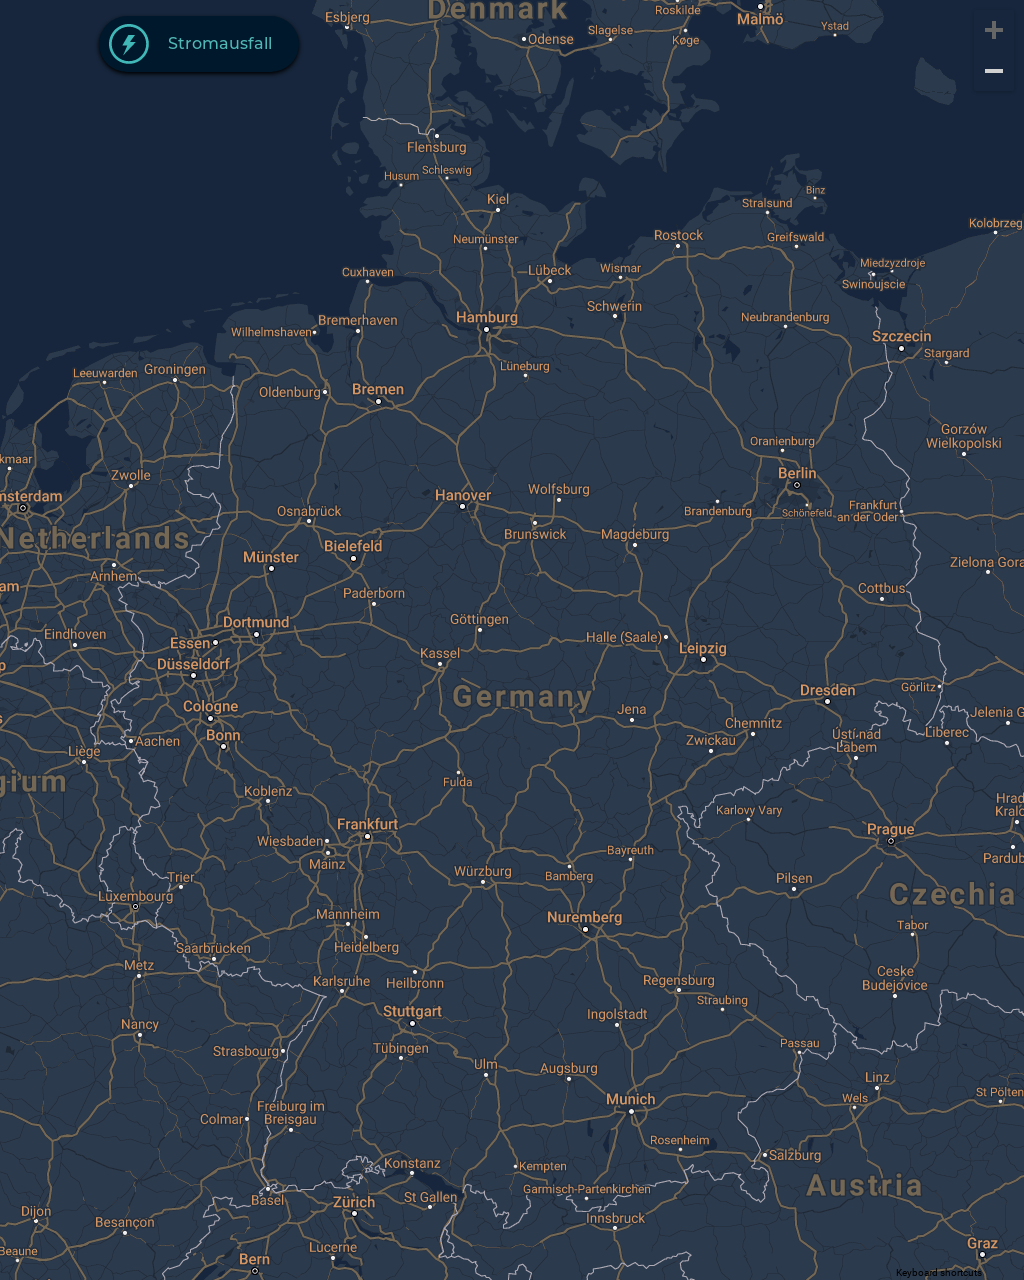 Denmark
Esbjerg
Roskilde
Malmö
Ystad
Slagelse
Odense
Køge
Stromausfall
Flensburg
Schleswig
Husum
Binz
Kiel
Stralsund
Kolobrzeg
Neumünster
Rostock
Greifswald
Miedzyzdroje
Cuxhaven
Lübeck
Wismar
Swinoujscie
Schwerin
Hamburg
Bremerhaven
Neubrandenburg
Wilhelmshaven
Szczecin
Stargard
Leeuwarden
Groningen
Lüneburg
Oldenburg
Bremen
Gorzów
Wielkopolski
Oranienburg
kmaar
Zwolle
Berlin
msterdam
Hanover
Wolfsburg
Osnabrück
Brandenburg
Schönefeld
Frankfurt
an der Oder
Netherlands
Brunswick
Magdeburg
Bielefeld
Münster
Zielona Gora
Arnhem
am
Paderborn
Cottbus
Dortmund
Göttingen
Eindhoven
Essen
Halle (Saale)
Leipzig
Kassel
Düsseldorf
p
Germany
Dresden
Görlitz
Cologne
Jena
Jelenia G
s
Bonn
Chemnitz
Ústí nad
Labem
Liberec
Aachen
Zwickau
Liège
gium
Fulda
Koblenz
Hrad
Kralo
Karlovy Vary
Frankfurt
Prague
Wiesbaden
Mainz
Bayreuth
Pardub
Würzburg
Bamberg
Trier
Pilsen
Luxembourg
Czechia
Mannheim
Nuremberg
Tabor
Heidelberg
Saarbrücken
Metz
Karlsruhe
Heilbronn
Regensburg
Ceske
Budejovice
Straubing
Stuttgart
Ingolstadt
Nancy
Strasbourg
Tübingen
Passau
Ulm
Augsburg
Linz
Munich
Wels
St Pölten
Colmar
Freiburg im
Breisgau
Rosenheim
Salzburg
Konstanz
Kempten
Garmisch-Partenkirchen
Austria
Basel
Zürich
St Gallen
Dijon
Besançon
Innsbruck
Beaune
Lucerne
Bern
Graz
Keyboard shortcuts